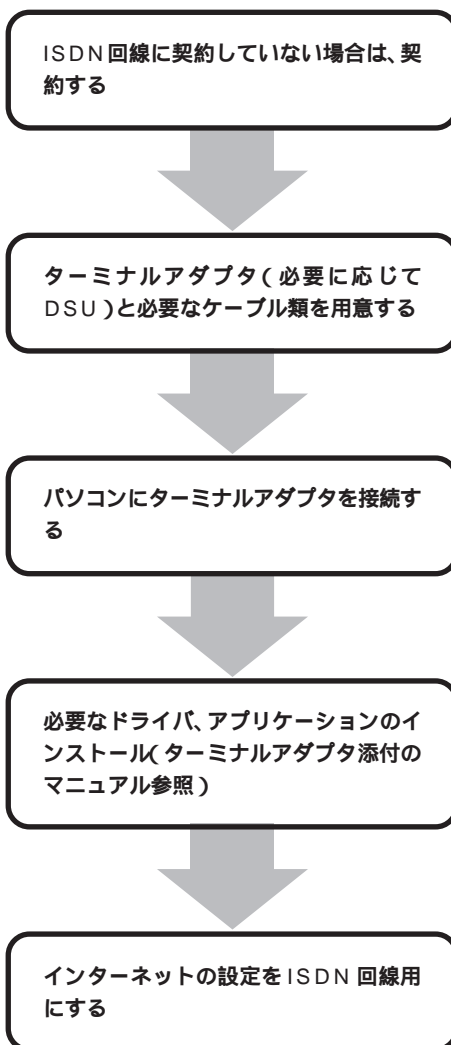 ISDN回線に契約していない場合は、契
約する
ターミナルアダプタ(必要に応じて
DSU)と必要なケーブル類を用意する
パソコンにターミナルアダプタを接続す
る
必要なドライバ、アプリケーションのイ
ンストール(ターミナルアダプタ添付の
マニュアル参照)
インターネットの設定をISDN回線用
にする